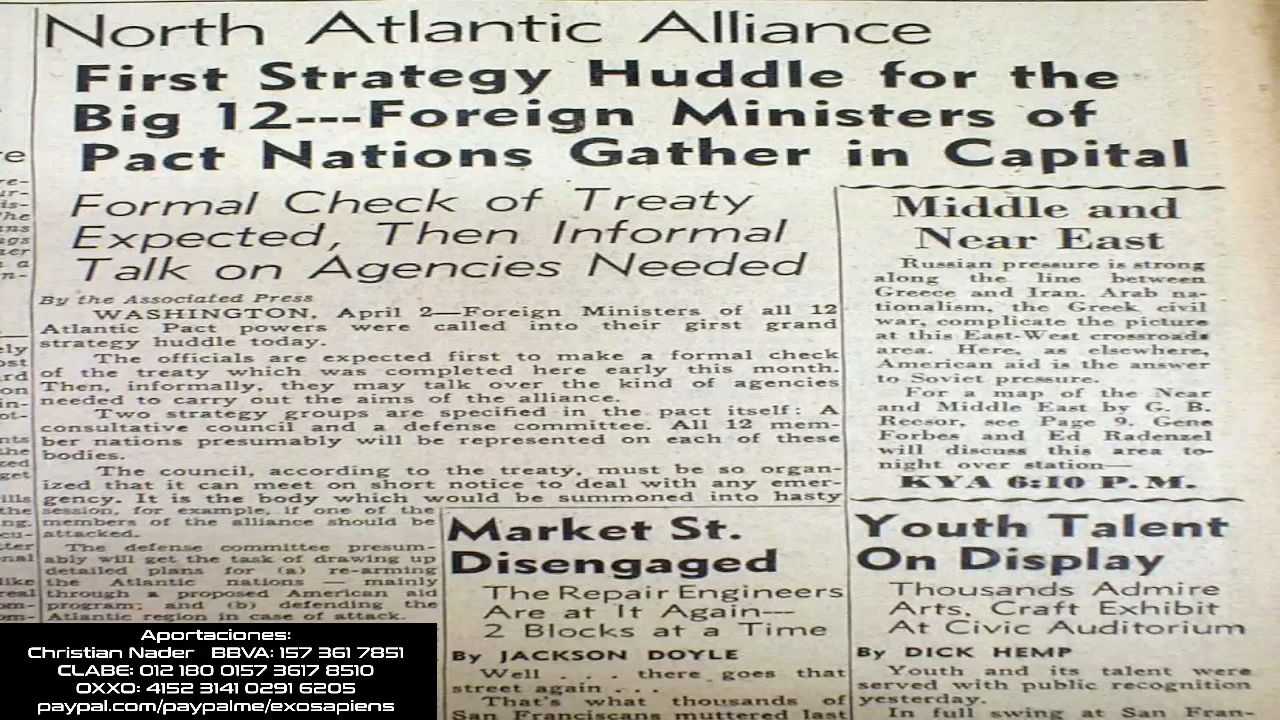 North Atlantic Alliance
First Strategy Huddle for the
Big 12---Foreign Ministers of
Pact Nations Gather in Capital
Formal Check of Treaty
Expected, Then Informal
Talk on Agencies Needed
By the Associated Press
WASHINGTON, April 2—Foreign Ministers of all 12
Atlantic Pact powers were called into their girst grand
strategy huddle today.
The officials are expected first to make a formal check
of the treaty which was completed here early this month.
Then, informally, they may talk over the kind of agencies
needed to carry out the aims of the alliance.
Two strategy groups are specified in the pact itself: A
consultative council and a defense committee. All 12 mem-
ber nations presumably will be represented on each of these
bodies.
The council, according to the treaty, must be so organ-
ized that it can meet on short notice to deal with any emer-
gency. It is the body which would be summoned into hasty
session, for example, if one of the
members of the alliance should be
attacked.
The defense committee presum-
ably will get the task of drawing up
detailed plans for (a) re-arming
the Atlantic nations — mainly
through a proposed American aid
program; and (b) defending the
Atlantic region in case of attack.
Middle and
Near East
Russian pressure is strong
along the line between
Greece and Iran. Arab na-
tionalism, the Greek civil
war, complicate the picture
at this East-West crossroads
area. Here, as elsewhere,
American aid is the answer
to Soviet pressure.
For a map of the Near
and Middle East by G. B.
Recsor, see Page 9. Gene
Forbes and Ed Radenzel
will discuss this area to-
night over station—
KYA 6:10 P.M.
Market St.
Disengaged
The Repair Engineers
Are at It Again---
2 Blocks at a Time
By JACKSON DOYLE
Well . . . there goes that
street again . . .
That's what thousands of
San Franciscans muttered last
Youth Talent
On Display
Thousands Admire
Arts, Craft Exhibit
At Civic Auditorium
By DICK HEMP
Youth and its talent were
served with public recognition
yesterday.
In full swing at San Fran-
Aportaciones:
Christian Nader BBVA: 157 361 7851
CLABE: 012 180 0157 3617 8510
OXXO: 4152 3141 0291 6205
paypal.com/paypalme/exosapiens